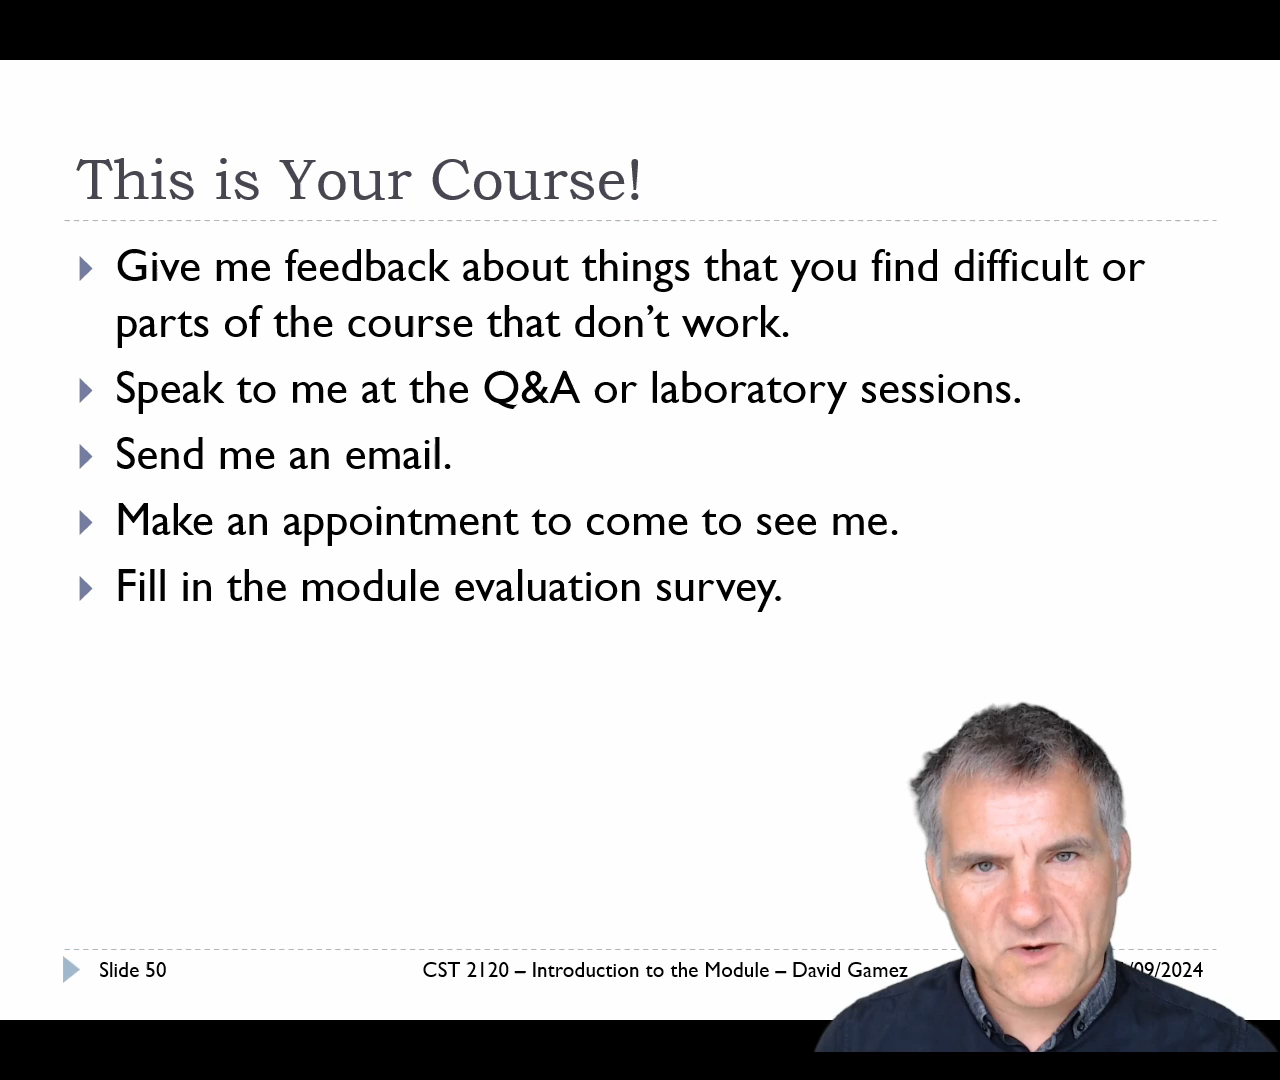 This is Your Course!
Give me feedback about things that you find difficult or
parts of the course that don’t work.
Speak to me at the Q&A or laboratory sessions.
Send me an email.
Make an appointment to come to see me.
Fill in the module evaluation survey.
Slide 50
CST 2120 – Introduction to the Module – David Gamez
/09/2024